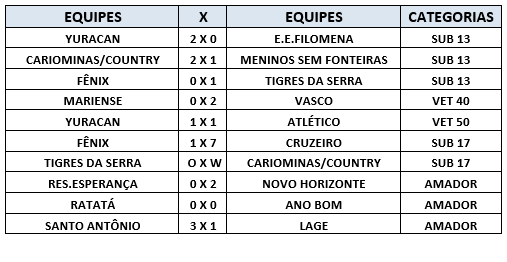 EQUIPES X EQUIPES CATEGORIAS
YURACAN 2 X 0 E.E.FILOMENA SUB 13
CARIOMINAS/COUNTRY 2 X 1 MENINOS SEM FONTEIRAS SUB 13
FÊNIX 0 X 1 TIGRES DA SERRA SUB 13
MARIENSE 0 X 2 VASCO VET 40
YURACAN 1 X 1 ATLÉTICO VET 50
FÊNIX 1 X 7 CRUZEIRO SUB 17
TIGRES DA SERRA O X W CARIOMINAS/COUNTRY SUB 17
RES.ESPERANÇA 0 X 2 NOVO HORIZONTE AMADOR
RATATÁ 0 X 0 ANO BOM AMADOR
SANTO ANTÔNIO 3 X 1 LAGE AMADOR